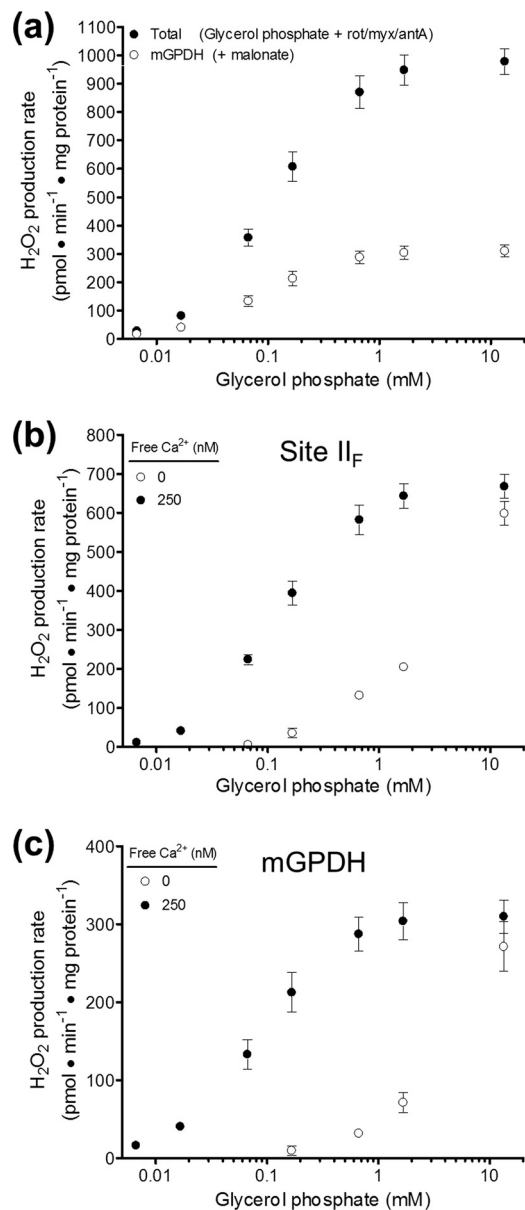 (a)
● Total (Glycerol phosphate + rot/myx/antA)
○ mGPDH (+ malonate)
H₂O₂ production rate
(pmol • min⁻¹ • mg protein⁻¹)
1100
1000
900
800
700
600
500
400
300
200
100
0
0.01 0.1 1 10
Glycerol phosphate (mM)
(b)
Site II_F
Free Ca²⁺ (nM)
○ 0
● 250
H₂O₂ production rate
(pmol • min⁻¹ • mg protein⁻¹)
800
700
600
500
400
300
200
100
0
0.01 0.1 1 10
Glycerol phosphate (mM)
(c)
mGPDH
Free Ca²⁺ (nM)
○ 0
● 250
H₂O₂ production rate
(pmol • min⁻¹ • mg protein⁻¹)
400
300
200
100
0
0.01 0.1 1 10
Glycerol phosphate (mM)